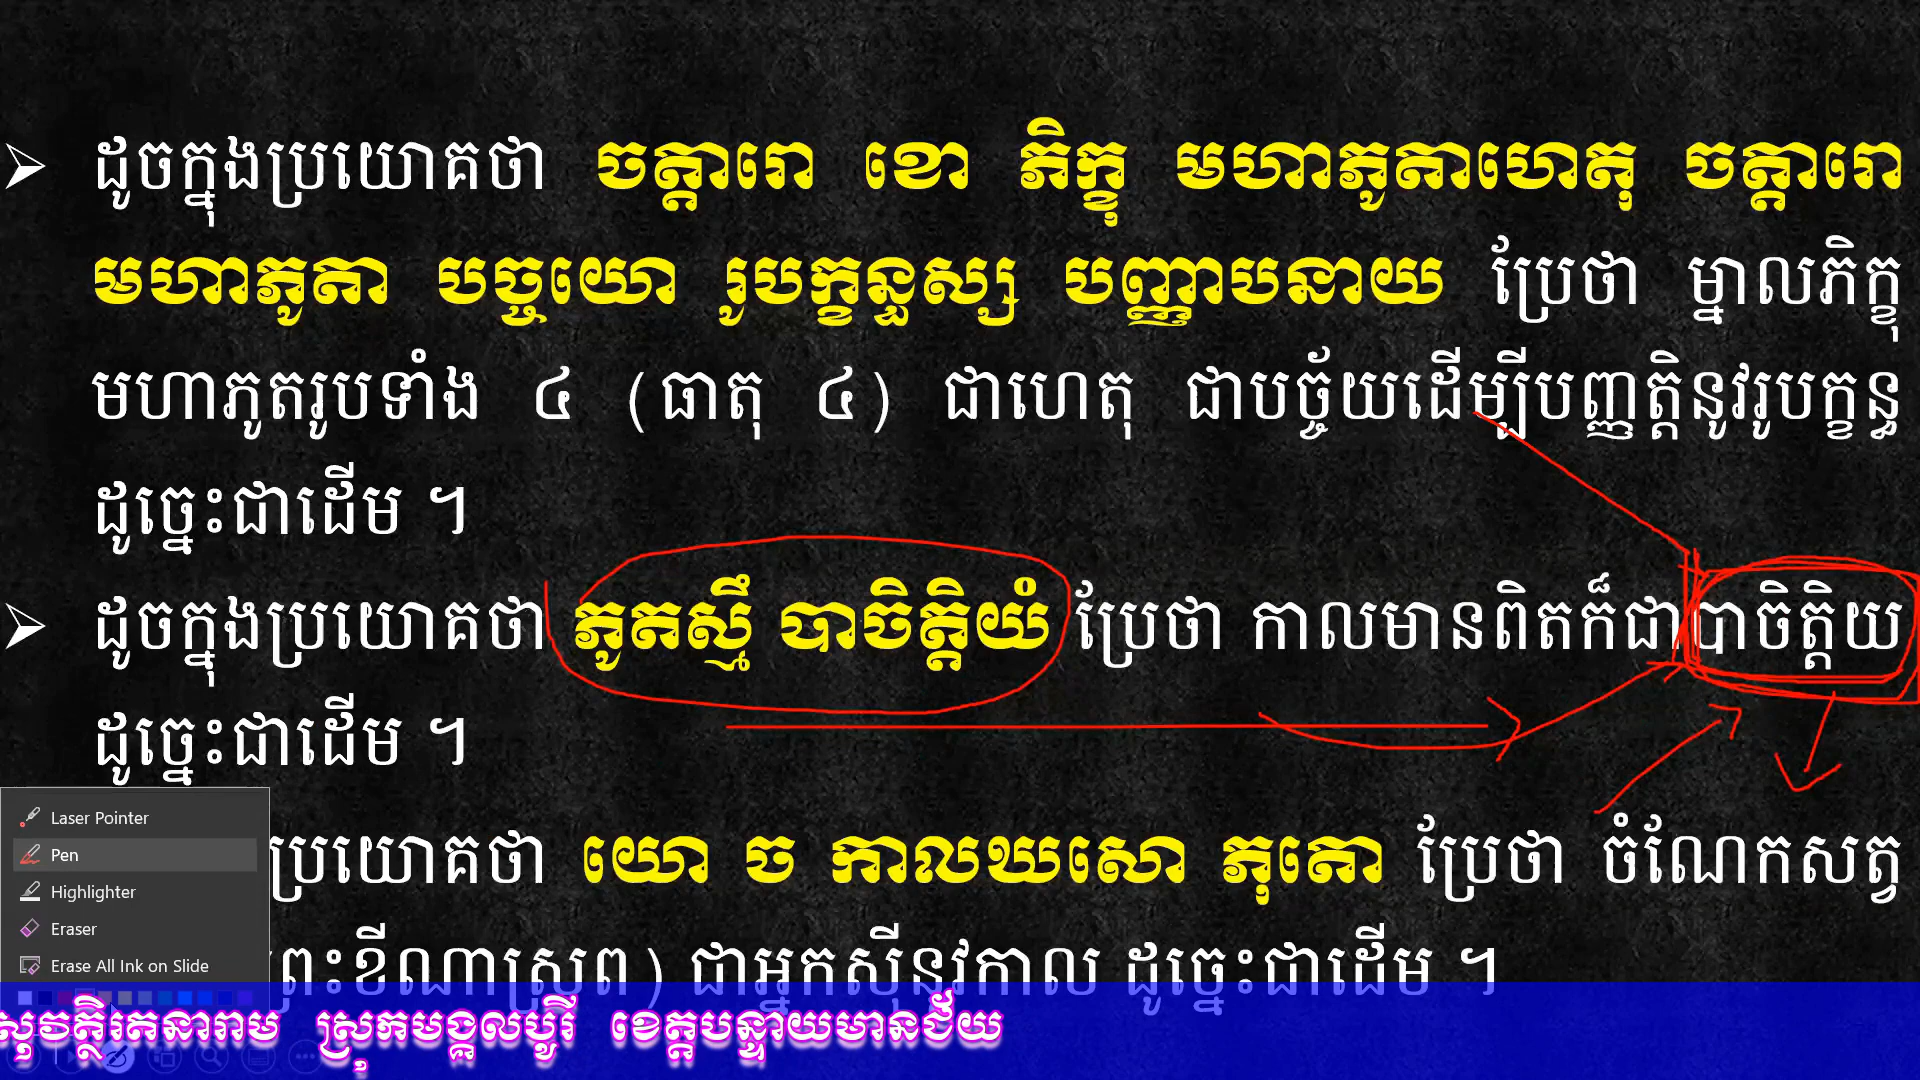 ➢ ដូចក្នុងប្រយោគថា ចត្តារោ ខោ ភិក្ខុ មហាភូតាហេតុ ចត្តារោ
មហាភូតា បច្ចយោ រូបក្ខន្ធស្ស បញ្ញាបនាយ ប្រែថា ម្នាលភិក្ខុ
មហាភូតរូបទាំង ៤ (ធាតុ ៤) ជាហេតុ ជាបច្ច័យដើម្បីបញ្ញត្តិនូវរូបក្ខន្ធ
ដូច្នេះជាដើម ។
➢ ដូចក្នុងប្រយោគថា ភូតស្មឹ បាចិត្តិយំ ប្រែថា កាលមានពិតក៏ជាបាចិត្តិយ
ដូច្នេះជាដើម ។
ប្រយោគថា យោ ច កាលឃសោ ភុតោ ប្រែថា ចំណែកសត្វ
ព្រះខីណាស្រព) ជាអ្នកស៊ីនូវកាល ដូច្នេះជាដើម ។
Laser Pointer
Pen
Highlighter
Eraser
Erase All Ink on Slide
សុវត្ថិរតនារាម ស្រុកមង្គលបូរី ខេត្តបន្ទាយមានជ័យ